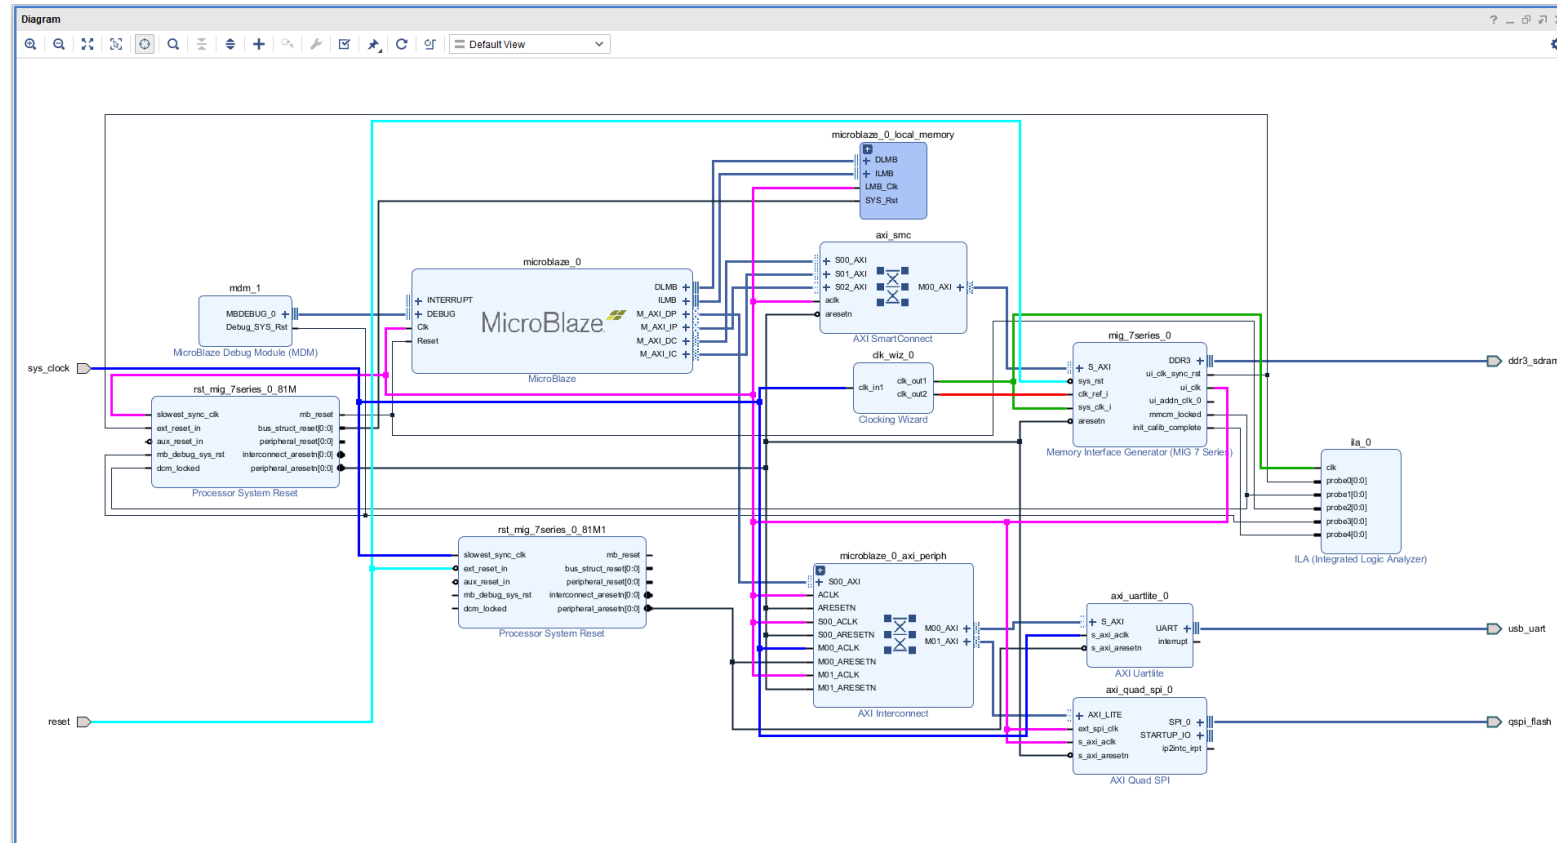 Diagram
Default View
microblaze_0_local_memory
DLMB
ILMB
LMB_Clk
SYS_Rst
axi_smc
S00_AXI
S01_AXI
S02_AXI
aclk
aresetn
M00_AXI
AXI SmartConnect
microblaze_0
INTERRUPT
DEBUG
Clk
Reset
MicroBlaze
DLMB
ILMB
M_AXI_DP
M_AXI_IP
M_AXI_DC
M_AXI_IC
MicroBlaze
mdm_1
MBDEBUG_0
Debug_SYS_Rst
MicroBlaze Debug Module (MDM)
sys_clock
clk_wiz_0
clk_in1
clk_out1
clk_out2
Clocking Wizard
mig_7series_0
S_AXI
sys_rst
clk_ref_i
sys_clk_i
aresetn
DDR3
ui_clk_sync_rst
ui_clk
ui_addn_clk_0
mmcm_locked
init_calib_complete
Memory Interface Generator (MIG 7 Series)
ddr3_sdram
rst_mig_7series_0_81M
slowest_sync_clk
ext_reset_in
aux_reset_in
mb_debug_sys_rst
dcm_locked
mb_reset
bus_struct_reset[0:0]
peripheral_reset[0:0]
interconnect_aresetn[0:0]
peripheral_aresetn[0:0]
Processor System Reset
ila_0
clk
probe0[0:0]
probe1[0:0]
probe2[0:0]
probe3[0:0]
probe4[0:0]
ILA (Integrated Logic Analyzer)
rst_mig_7series_0_81M1
slowest_sync_clk
ext_reset_in
aux_reset_in
mb_debug_sys_rst
dcm_locked
mb_reset
bus_struct_reset[0:0]
peripheral_reset[0:0]
interconnect_aresetn[0:0]
peripheral_aresetn[0:0]
Processor System Reset
microblaze_0_axi_periph
S00_AXI
ACLK
ARESETN
S00_ACLK
S00_ARESETN
M00_ACLK
M00_ARESETN
M01_ACLK
M01_ARESETN
M00_AXI
M01_AXI
AXI Interconnect
axi_uartlite_0
S_AXI
s_axi_aclk
s_axi_aresetn
UART
interrupt
AXI Uartlite
usb_uart
axi_quad_spi_0
AXI_LITE
ext_spi_clk
s_axi_aclk
s_axi_aresetn
SPI_0
STARTUP_IO
ip2intc_irpt
AXI Quad SPI
qspi_flash
reset